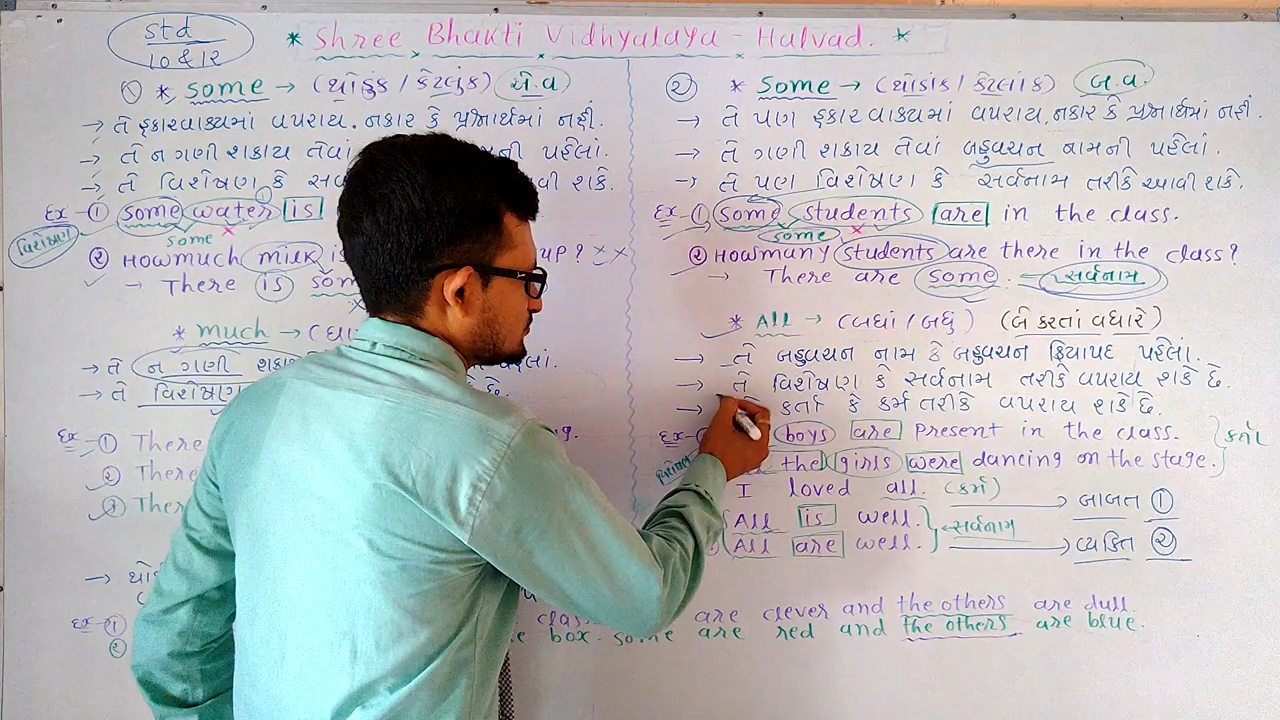 Std
10 & 12
* Shree Bhakti Vidhyalaya - Halvad. *
① * some → (થોડુંક / કેટલુંક) એ.વ
→ તે હકારવાક્યમાં વપરાય. નકાર કે પ્રશ્નાર્થમાં નહીં.
→ તે ન ગણી શકાય તેવાં ની પહેલાં.
→ તે વિશેષણ કે સર્વ વી શકે.
Ex-① some water is
વિશેષણ
some
② How much milk is up?
→ There is som
* much →
→ તે ન ગણી શકા પહેલાં.
→ તે વિશેષણ છે.
Ex-① There ng.
② There
③ Ther
→
Ex-① clas are clever and the others are dull.
② e box. some are red and the others are blue.
② * Some → (થોડાંક / કેટલાંક) બ.વ
→ તે પણ હકારવાક્યમાં વપરાય, નકાર કે પ્રશ્નાર્થમાં નહીં.
→ તે ગણી શકાય તેવાં બહુવચન નામની પહેલાં.
→ તે પણ વિશેષણ કે સર્વનામ તરીકે આવી શકે.
Ex-① Some students are in the class.
some
② How many students are there in the class?
→ There are some. સર્વનામ
* All → (બધાં / બધું) (બે કરતાં વધારે)
→ તે બહુવચન નામ કે બહુવચન ક્રિયાપદ પહેલાં.
→ તે વિશેષણ કે સર્વનામ તરીકે વપરાય શકે છે.
→ કર્તા કે કર્મ તરીકે વપરાય શકે છે.
Ex- boys are Present in the class. } કર્તા
the girls were dancing on the stage.
I loved all. (કર્મ)
All is well. → બાબત ①
સર્વનામ
All are well. → વ્યક્તિ ②